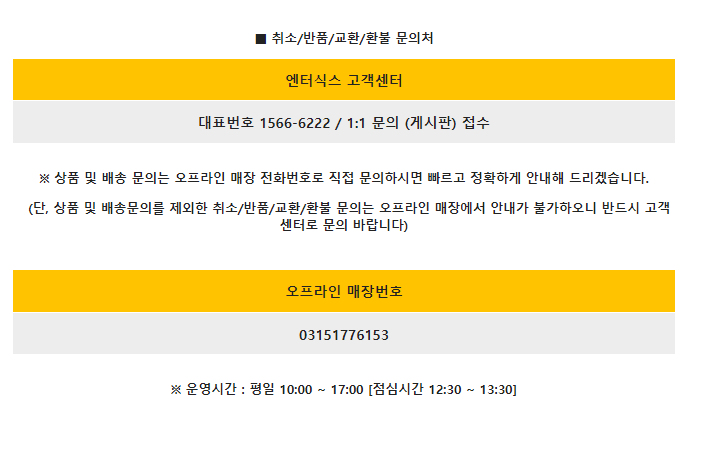 ■ 취소/반품/교환/환불 문의처
엔터식스 고객센터
대표번호 1566-6222 / 1:1 문의 (게시판) 접수
※ 상품 및 배송 문의는 오프라인 매장 전화번호로 직접 문의하시면 빠르고 정확하게 안내해 드리겠습니다.
(단, 상품 및 배송문의를 제외한 취소/반품/교환/환불 문의는 오프라인 매장에서 안내가 불가하오니 반드시 고객
센터로 문의 바랍니다)
오프라인 매장번호
03151776153
※ 운영시간 : 평일 10:00 ~ 17:00 [점심시간 12:30 ~ 13:30]